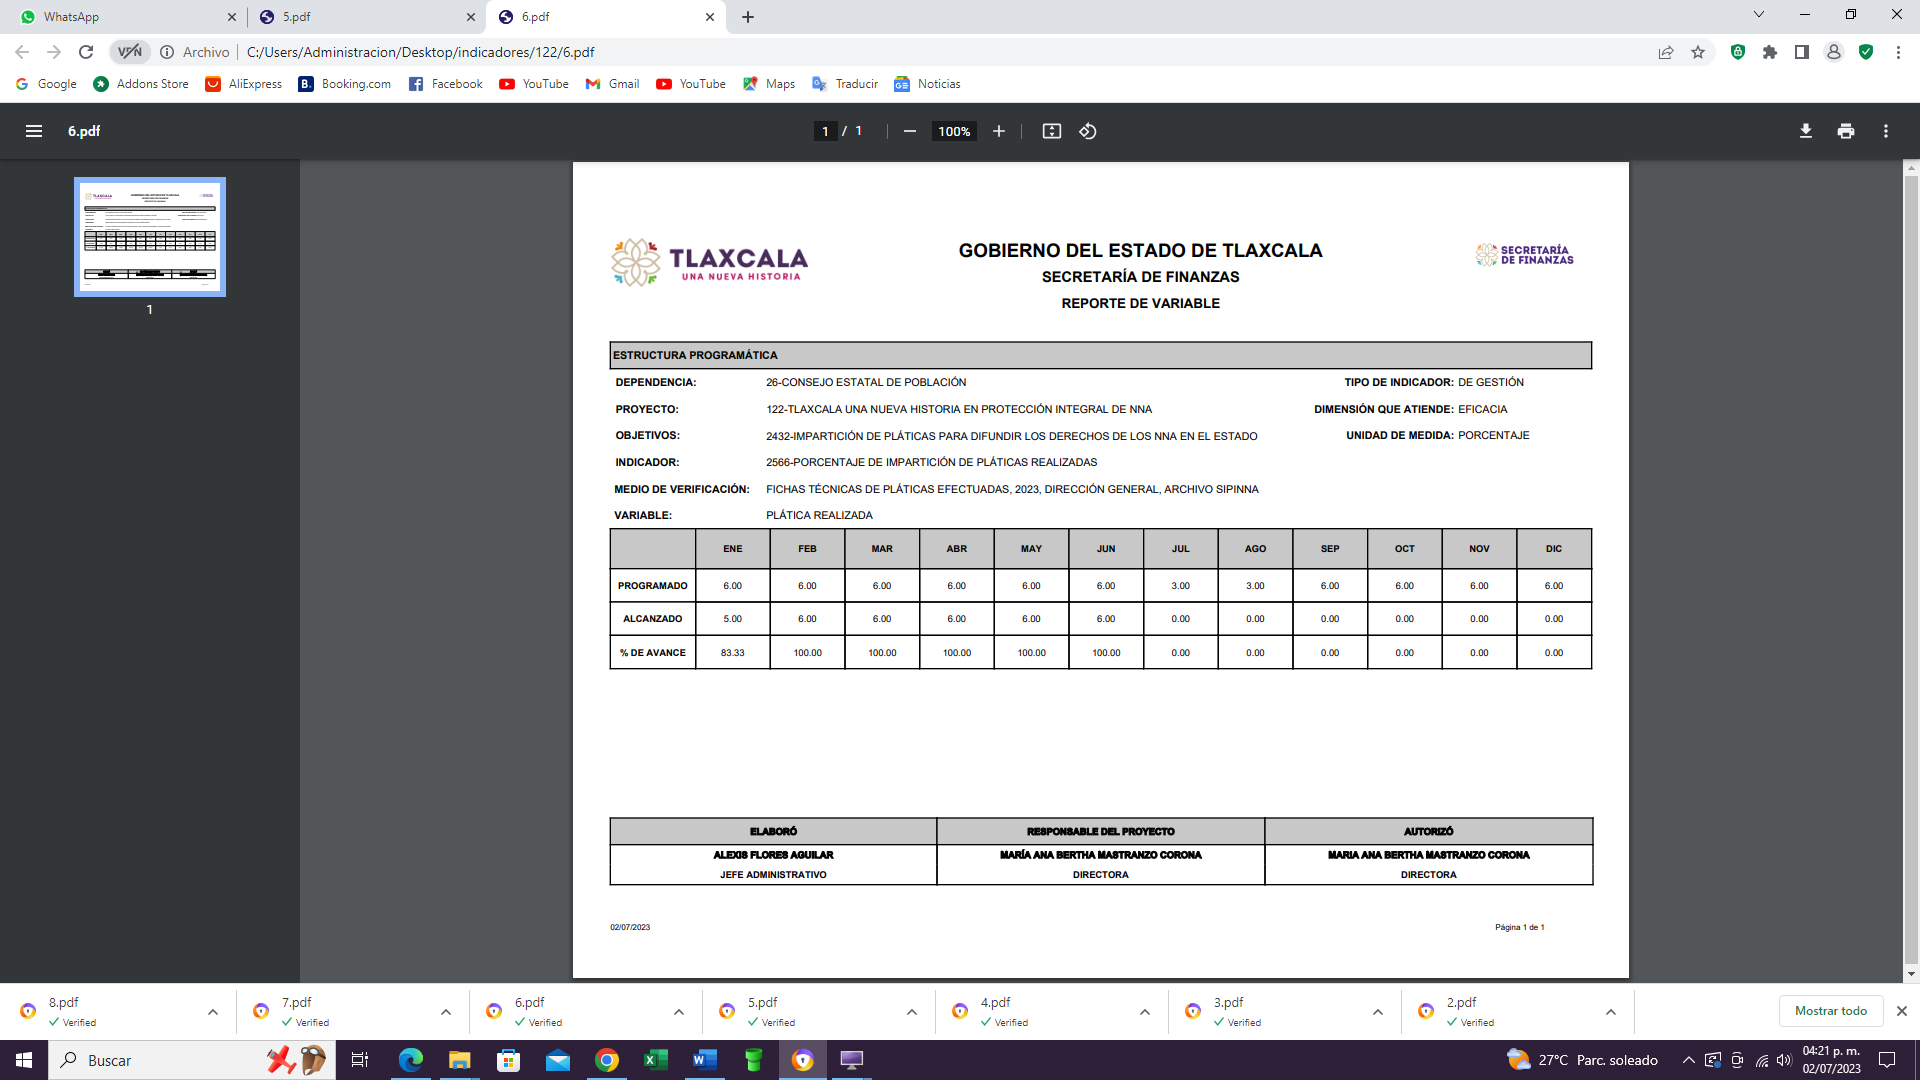 WhatsApp
5.pdf
6.pdf
VPN
Archivo
C:/Users/Administracion/Desktop/indicadores/122/6.pdf
Google
Addons Store
AliExpress
Booking.com
Facebook
YouTube
Gmail
YouTube
Maps
Traducir
Noticias
6.pdf
1 / 1
100%
1
TLAXCALA
UNA NUEVA HISTORIA
GOBIERNO DEL ESTADO DE TLAXCALA
SECRETARÍA DE FINANZAS
REPORTE DE VARIABLE
SECRETARÍA
DE FINANZAS
ESTRUCTURA PROGRAMÁTICA
DEPENDENCIA: 26-CONSEJO ESTATAL DE POBLACIÓN TIPO DE INDICADOR: DE GESTIÓN
PROYECTO: 122-TLAXCALA UNA NUEVA HISTORIA EN PROTECCIÓN INTEGRAL DE NNA DIMENSIÓN QUE ATIENDE: EFICACIA
OBJETIVOS: 2432-IMPARTICIÓN DE PLÁTICAS PARA DIFUNDIR LOS DERECHOS DE LOS NNA EN EL ESTADO UNIDAD DE MEDIDA: PORCENTAJE
INDICADOR: 2566-PORCENTAJE DE IMPARTICIÓN DE PLÁTICAS REALIZADAS
MEDIO DE VERIFICACIÓN: FICHAS TÉCNICAS DE PLÁTICAS EFECTUADAS, 2023, DIRECCIÓN GENERAL, ARCHIVO SIPINNA
VARIABLE: PLÁTICA REALIZADA
ENE FEB MAR ABR MAY JUN JUL AGO SEP OCT NOV DIC
PROGRAMADO 6.00 6.00 6.00 6.00 6.00 6.00 3.00 3.00 6.00 6.00 6.00 6.00
ALCANZADO 5.00 6.00 6.00 6.00 6.00 6.00 0.00 0.00 0.00 0.00 0.00 0.00
% DE AVANCE 83.33 100.00 100.00 100.00 100.00 100.00 0.00 0.00 0.00 0.00 0.00 0.00
ELABORÓ RESPONSABLE DEL PROYECTO AUTORIZÓ
ALEXIS FLORES AGUILAR MARÍA ANA BERTHA MASTRANZO CORONA MARIA ANA BERTHA MASTRANZO CORONA
JEFE ADMINISTRATIVO DIRECTORA DIRECTORA
02/07/2023 Página 1 de 1
8.pdf
Verified
7.pdf
Verified
6.pdf
Verified
5.pdf
Verified
4.pdf
Verified
3.pdf
Verified
2.pdf
Verified
Mostrar todo
Buscar
27°C Parc. soleado
04:21 p. m.
02/07/2023